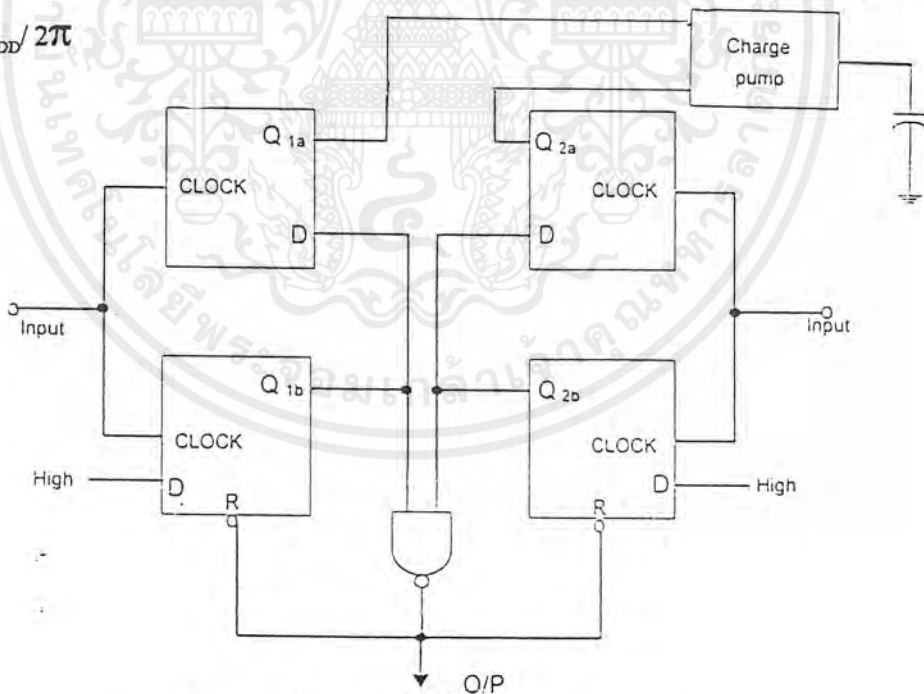 DD/ 2π
Charge
pump
Q 1a
Q 2a
CLOCK
CLOCK
D
D
Input
Input
Q 1b
Q 2b
CLOCK
CLOCK
High
D
D
High
R
R
O/P